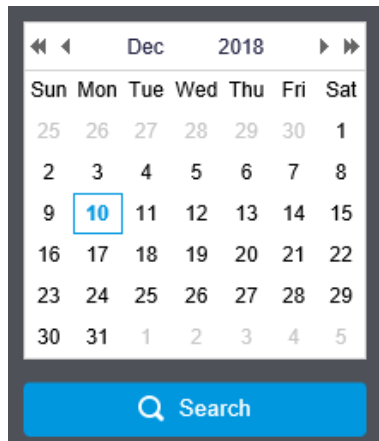 Dec 2018
Sun Mon Tue Wed Thu Fri Sat
25 26 27 28 29 30 1
2 3 4 5 6 7 8
9 10 11 12 13 14 15
16 17 18 19 20 21 22
23 24 25 26 27 28 29
30 31 1 2 3 4 5
Search